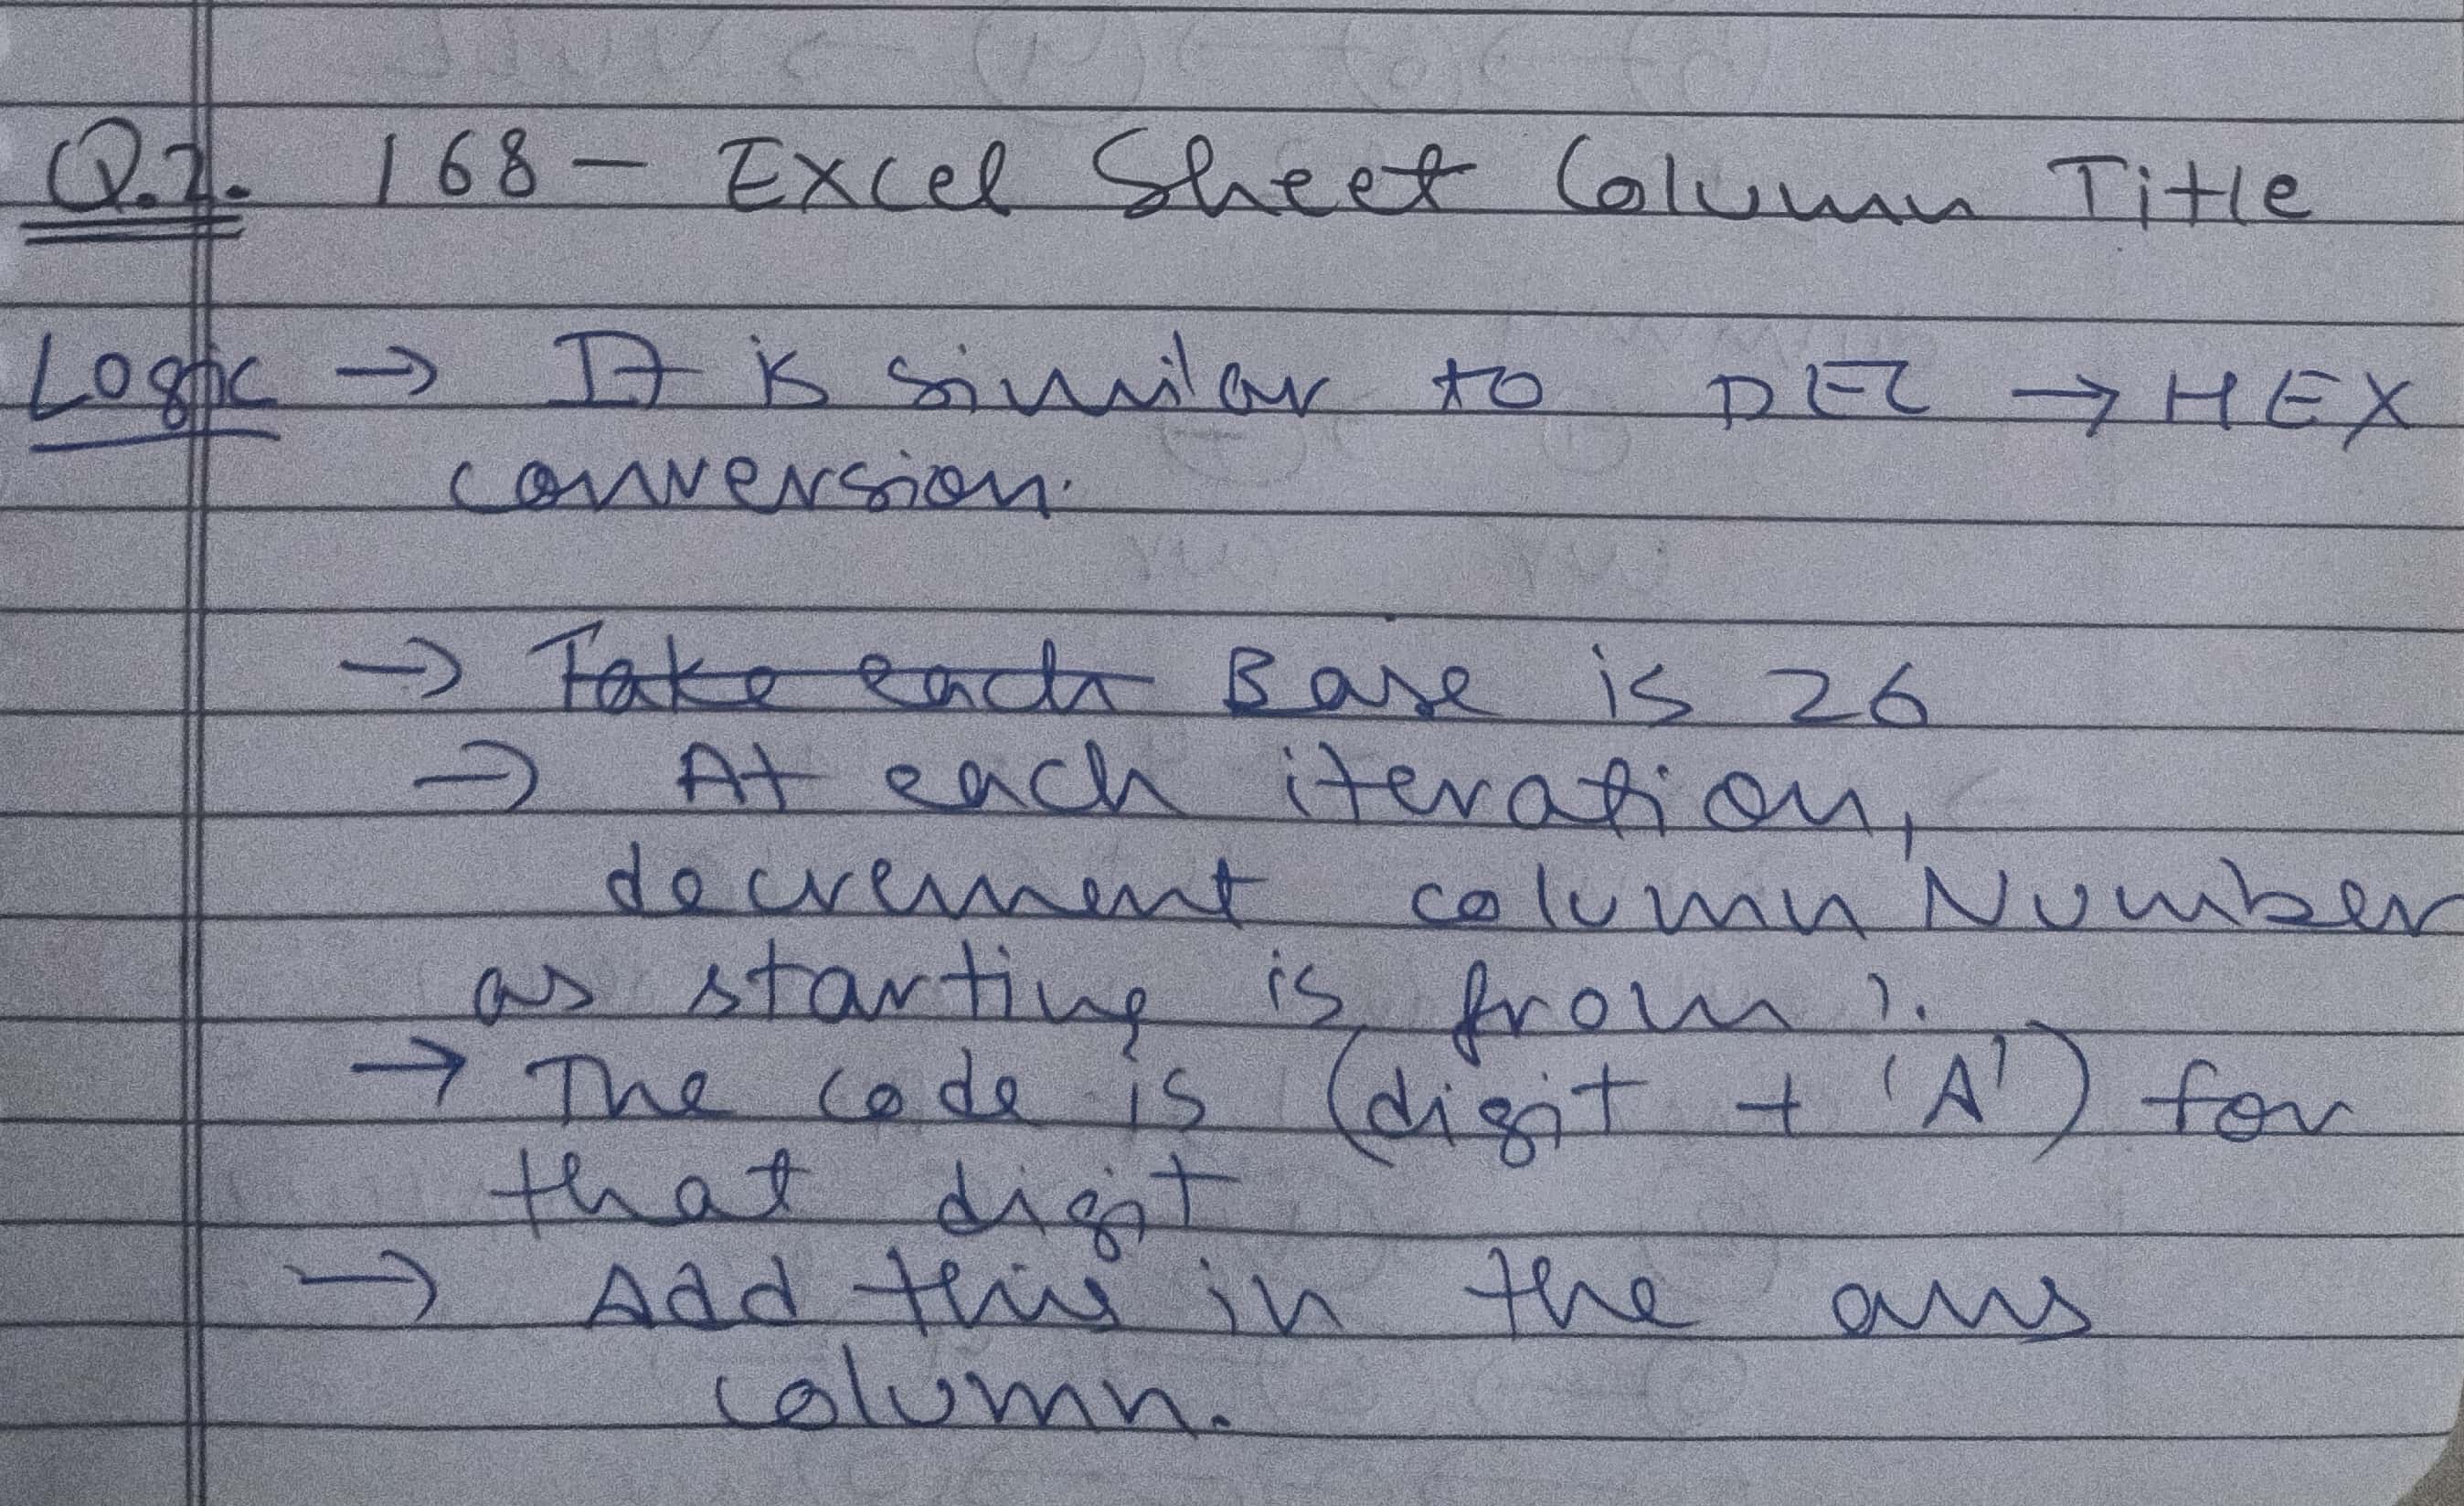 Q.2. 168 - Excel Sheet Column Title
Logic → It is similar to DEC → HEX
conversion.
→ ~~Take each~~ Base is 26
→ At each iteration,
decrement columnNumber
as starting is from 1.
→ The code is (digit + 'A') for
that digit
→ Add this in the ans
column.